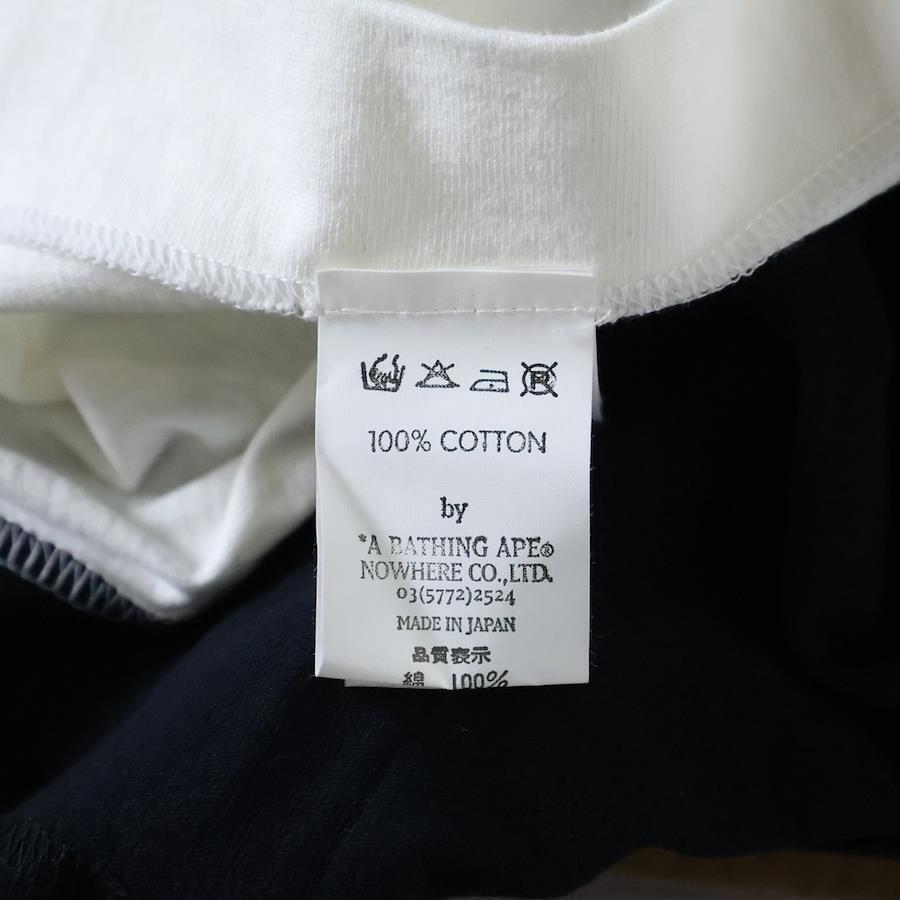 100% COTTON
by
*A BATHING APE®
NOWHERE CO.,LTD.
03(5772)2524
MADE IN JAPAN
品質表示
綿 100%